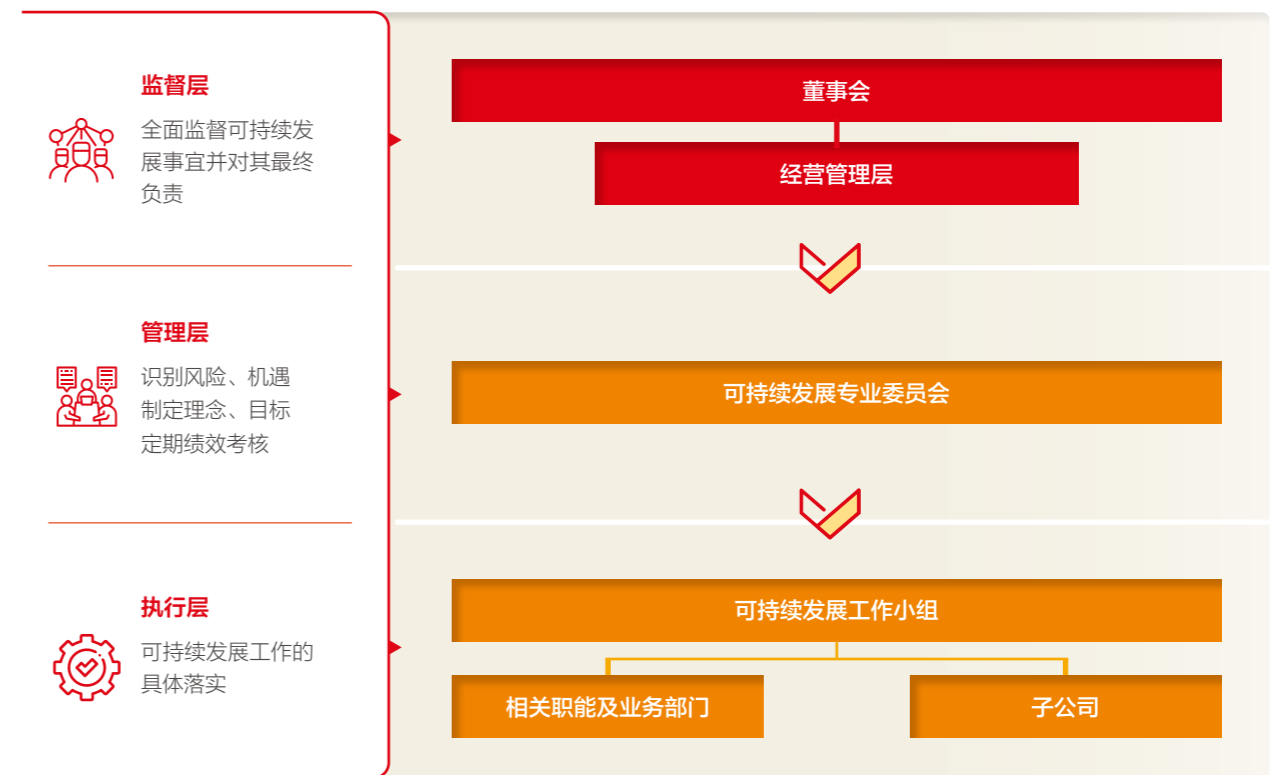 监督层
全面监督可持续发
展事宜并对其最终
负责
董事会
经营管理层
管理层
识别风险、机遇
制定理念、目标
定期绩效考核
可持续发展专业委员会
执行层
可持续发展工作的
具体落实
可持续发展工作小组
相关职能及业务部门
子公司